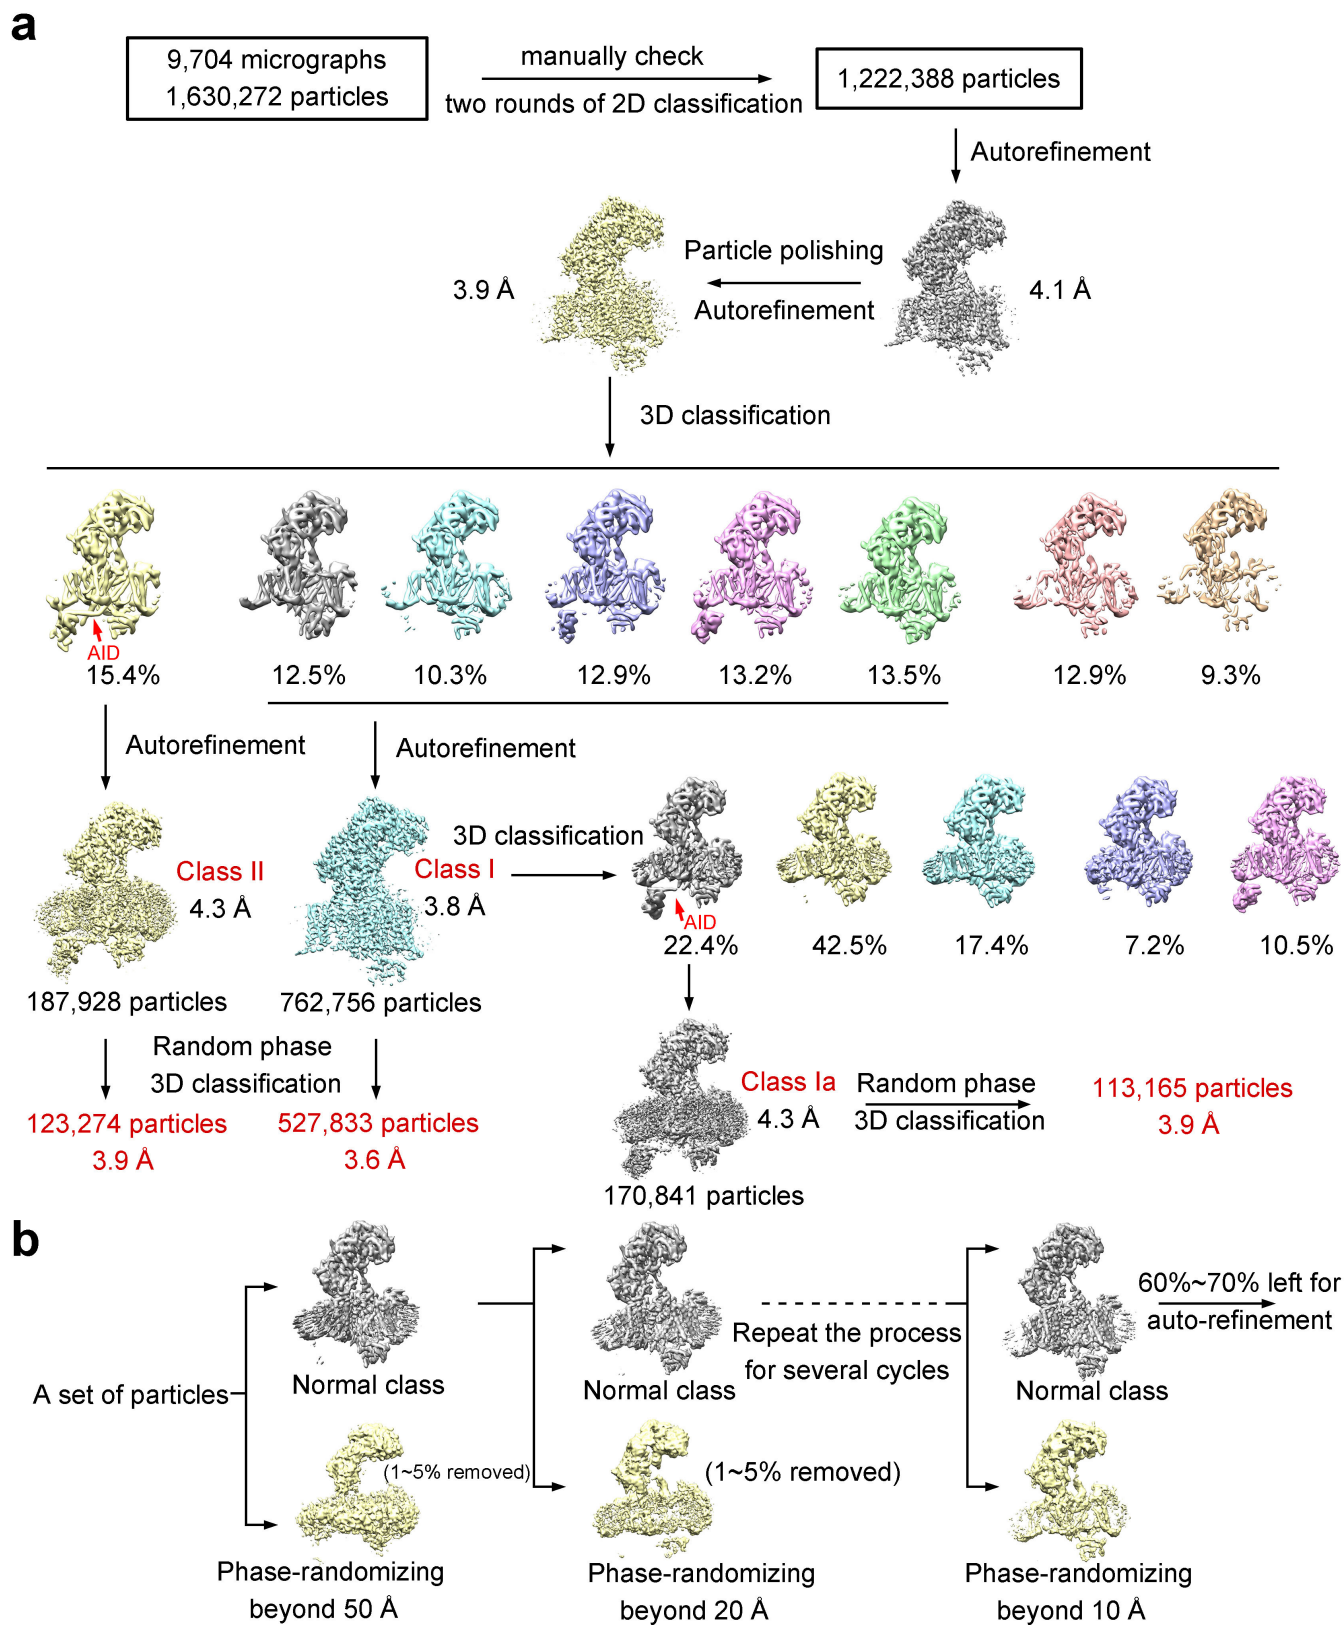 a
9,704 micrographs
1,630,272 particles
manually check
two rounds of 2D classification
1,222,388 particles
Autorefinement
Particle polishing
Autorefinement
3.9 Å
4.1 Å
3D classification
AID
15.4%
12.5%
10.3%
12.9%
13.2%
13.5%
12.9%
9.3%
Autorefinement
Autorefinement
Class II
4.3 Å
Class I
3.8 Å
3D classification
AID
22.4%
42.5%
17.4%
7.2%
10.5%
187,928 particles
762,756 particles
Random phase
3D classification
123,274 particles
3.9 Å
527,833 particles
3.6 Å
Class Ia
4.3 Å
170,841 particles
Random phase
3D classification
113,165 particles
3.9 Å
b
A set of particles
Normal class
(1~5% removed)
Phase-randomizing
beyond 50 Å
Normal class
(1~5% removed)
Phase-randomizing
beyond 20 Å
Repeat the process
for several cycles
Normal class
Phase-randomizing
beyond 10 Å
60%~70% left for
auto-refinement